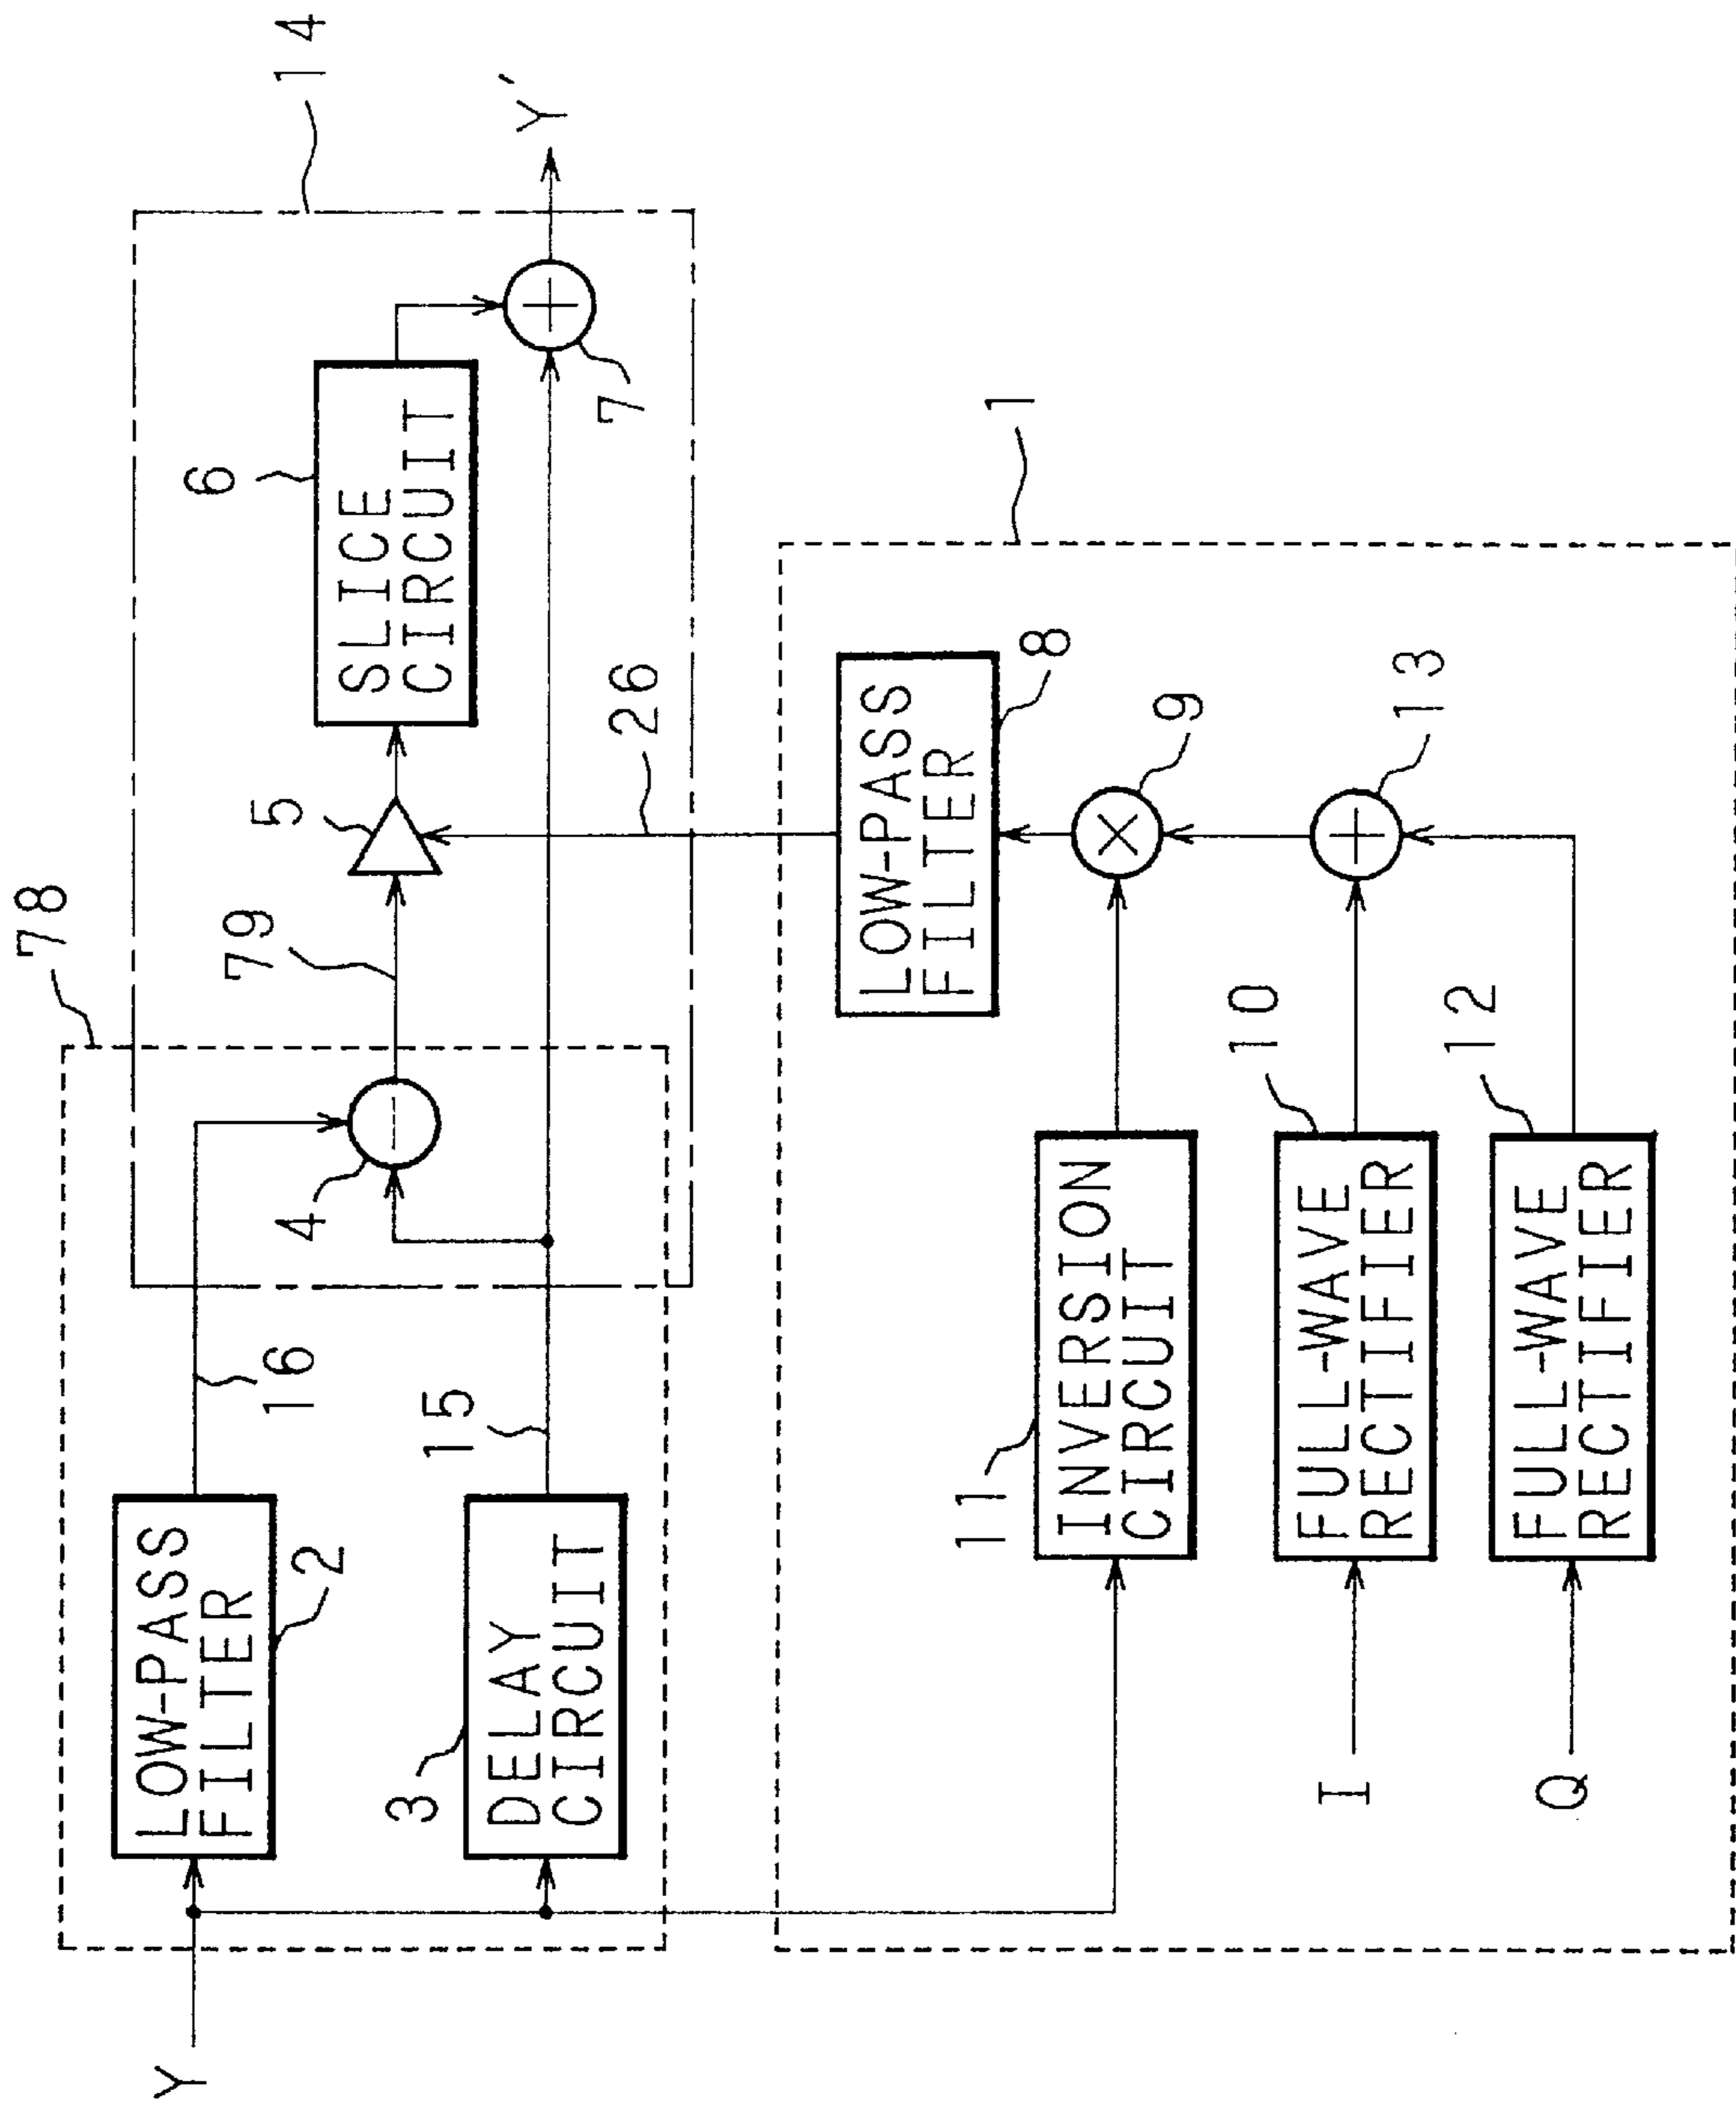 78
14
16
79
5
6
Y
LOW-PASS
FILTER
2
4
SLICE
CIRCUIT
Y′
3
DELAY
CIRCUIT
15
7
26
1
LOW-PASS
FILTER
8
11
INVERSION
CIRCUIT
9
I
FULL-WAVE
RECTIFIER
10
13
Q
FULL-WAVE
RECTIFIER
12